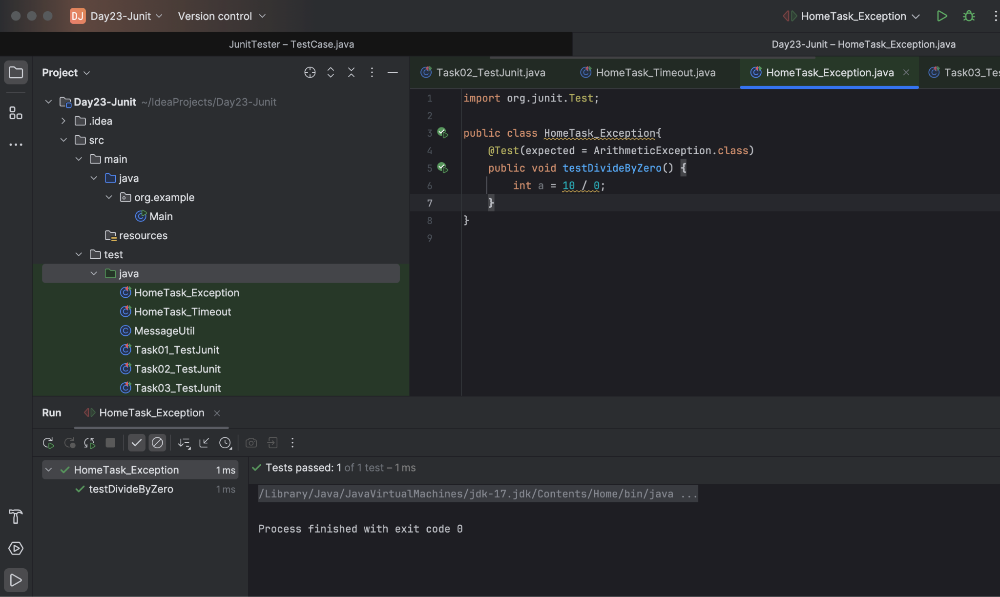 DJ Day23-Junit Version control HomeTask_Exception
JunitTester – TestCase.java Day23-Junit – HomeTask_Exception.java
Project
Day23-Junit ~/IdeaProjects/Day23-Junit
.idea
src
main
java
org.example
Main
resources
test
java
HomeTask_Exception
HomeTask_Timeout
MessageUtil
Task01_TestJunit
Task02_TestJunit
Task03_TestJunit
Task02_TestJunit.java HomeTask_Timeout.java HomeTask_Exception.java Task03_Tes
1 import org.junit.Test;
2
3 public class HomeTask_Exception{
4 @Test(expected = ArithmeticException.class)
5 public void testDivideByZero() {
6 int a = 10 / 0;
7 }
8 }
9
Run HomeTask_Exception
HomeTask_Exception 1 ms
testDivideByZero 1 ms
Tests passed: 1 of 1 test – 1 ms
/Library/Java/JavaVirtualMachines/jdk-17.jdk/Contents/Home/bin/java ...
Process finished with exit code 0